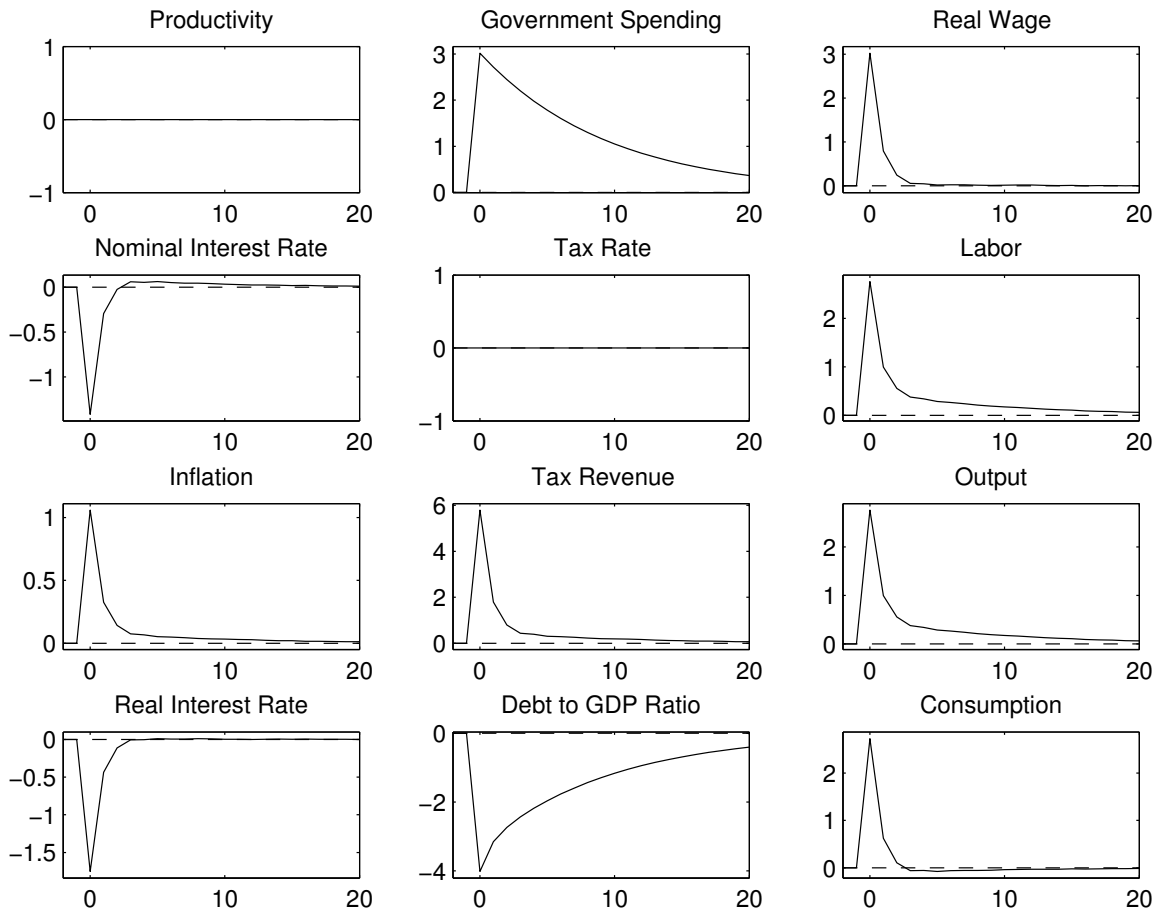 Productivity
Government Spending
Real Wage
1
0
−1
0 10 20
3
2
1
0
0 10 20
3
2
1
0
0 10 20
Nominal Interest Rate
Tax Rate
Labor
0
−0.5
−1
0 10 20
1
0
−1
0 10 20
2
1
0
0 10 20
Inflation
Tax Revenue
Output
1
0.5
0
0 10 20
6
4
2
0
0 10 20
2
1
0
0 10 20
Real Interest Rate
Debt to GDP Ratio
Consumption
0
−0.5
−1
−1.5
0 10 20
0
−2
−4
0 10 20
2
1
0
0 10 20